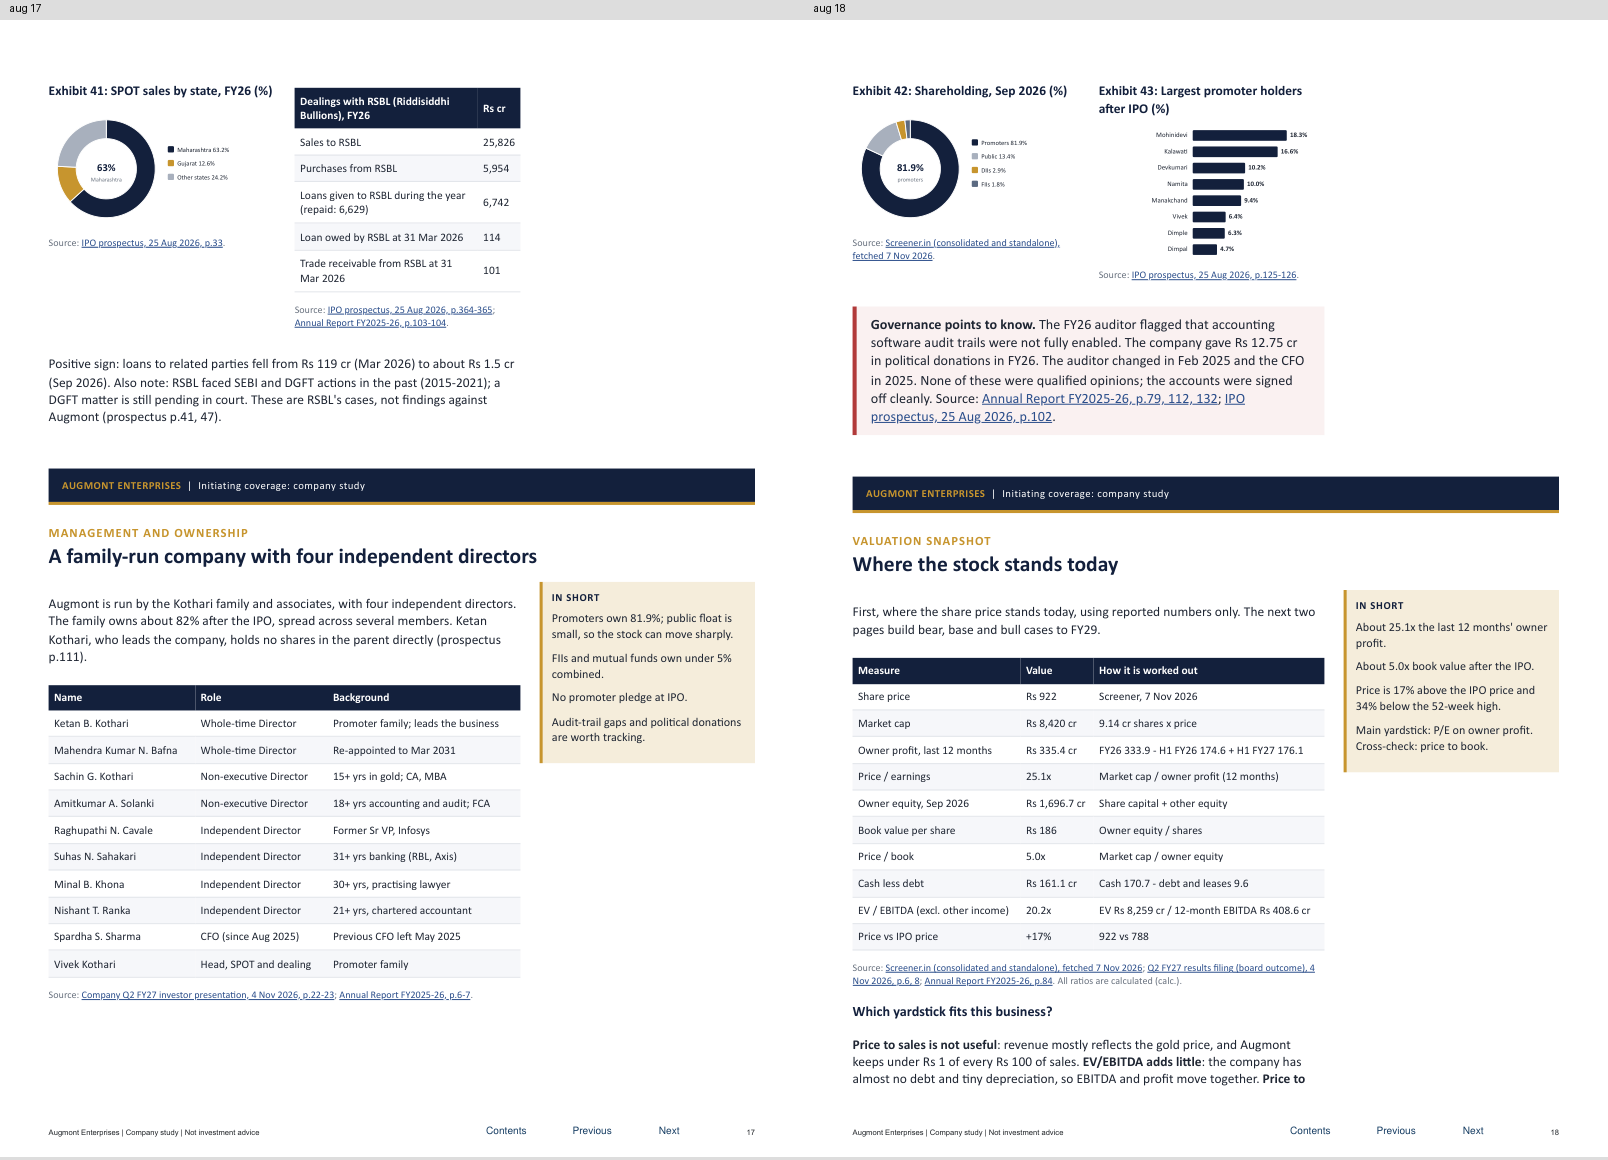 aug 17
Exhibit 41: SPOT sales by state, FY26 (%)
63%
Maharashtra
Maharashtra 63.2%
Gujarat 12.6%
Other states 24.2%
Source: IPO prospectus, 25 Aug 2026, p.33.
Dealings with RSBL (Riddisiddhi
Bullions), FY26
Rs cr
Sales to RSBL 25,826
Purchases from RSBL 5,954
Loans given to RSBL during the year
(repaid: 6,629)
6,742
Loan owed by RSBL at 31 Mar 2026 114
Trade receivable from RSBL at 31
Mar 2026
101
Source: IPO prospectus, 25 Aug 2026, p.364-365;
Annual Report FY2025-26, p.103-104.
Positive sign: loans to related parties fell from Rs 119 cr (Mar 2026) to about Rs 1.5 cr
(Sep 2026). Also note: RSBL faced SEBI and DGFT actions in the past (2015-2021); a
DGFT matter is still pending in court. These are RSBL's cases, not findings against
Augmont (prospectus p.41, 47).
AUGMONT ENTERPRISES | Initiating coverage: company study
MANAGEMENT AND OWNERSHIP
A family-run company with four independent directors
Augmont is run by the Kothari family and associates, with four independent directors.
The family owns about 82% after the IPO, spread across several members. Ketan
Kothari, who leads the company, holds no shares in the parent directly (prospectus
p.111).
Name Role Background
Ketan B. Kothari Whole-time Director Promoter family; leads the business
Mahendra Kumar N. Bafna Whole-time Director Re-appointed to Mar 2031
Sachin G. Kothari Non-executive Director 15+ yrs in gold; CA, MBA
Amitkumar A. Solanki Non-executive Director 18+ yrs accounting and audit; FCA
Raghupathi N. Cavale Independent Director Former Sr VP, Infosys
Suhas N. Sahakari Independent Director 31+ yrs banking (RBL, Axis)
Minal B. Khona Independent Director 30+ yrs, practising lawyer
Nishant T. Ranka Independent Director 21+ yrs, chartered accountant
Spardha S. Sharma CFO (since Aug 2025) Previous CFO left May 2025
Vivek Kothari Head, SPOT and dealing Promoter family
Source: Company Q2 FY27 investor presentation, 4 Nov 2026, p.22-23; Annual Report FY2025-26, p.6-7.
IN SHORT
Promoters own 81.9%; public float is
small, so the stock can move sharply.
FIIs and mutual funds own under 5%
combined.
No promoter pledge at IPO.
Audit-trail gaps and political donations
are worth tracking.
Augmont Enterprises | Company study | Not investment advice
Contents Previous Next 17
aug 18
Exhibit 42: Shareholding, Sep 2026 (%)
81.9%
promoters
Promoters 81.9%
Public 13.4%
DIIs 2.9%
FIIs 1.8%
Source: Screener.in (consolidated and standalone),
fetched 7 Nov 2026.
Exhibit 43: Largest promoter holders
after IPO (%)
Mohinidevi 18.3%
Kalawati 16.6%
Devkumari 10.2%
Namita 10.0%
Manakchand 9.4%
Vivek 6.4%
Dimple 6.3%
Dimpal 4.7%
Source: IPO prospectus, 25 Aug 2026, p.125-126.
Governance points to know. The FY26 auditor flagged that accounting
software audit trails were not fully enabled. The company gave Rs 12.75 cr
in political donations in FY26. The auditor changed in Feb 2025 and the CFO
in 2025. None of these were qualified opinions; the accounts were signed
off cleanly. Source: Annual Report FY2025-26, p.79, 112, 132; IPO
prospectus, 25 Aug 2026, p.102.
AUGMONT ENTERPRISES | Initiating coverage: company study
VALUATION SNAPSHOT
Where the stock stands today
First, where the share price stands today, using reported numbers only. The next two
pages build bear, base and bull cases to FY29.
Measure Value How it is worked out
Share price Rs 922 Screener, 7 Nov 2026
Market cap Rs 8,420 cr 9.14 cr shares x price
Owner profit, last 12 months Rs 335.4 cr FY26 333.9 - H1 FY26 174.6 + H1 FY27 176.1
Price / earnings 25.1x Market cap / owner profit (12 months)
Owner equity, Sep 2026 Rs 1,696.7 cr Share capital + other equity
Book value per share Rs 186 Owner equity / shares
Price / book 5.0x Market cap / owner equity
Cash less debt Rs 161.1 cr Cash 170.7 - debt and leases 9.6
EV / EBITDA (excl. other income) 20.2x EV Rs 8,259 cr / 12-month EBITDA Rs 408.6 cr
Price vs IPO price +17% 922 vs 788
Source: Screener.in (consolidated and standalone), fetched 7 Nov 2026; Q2 FY27 results filing (board outcome), 4
Nov 2026, p.6, 8; Annual Report FY2025-26, p.84. All ratios are calculated (calc.).
Which yardstick fits this business?
Price to sales is not useful: revenue mostly reflects the gold price, and Augmont
keeps under Rs 1 of every Rs 100 of sales. EV/EBITDA adds little: the company has
almost no debt and tiny depreciation, so EBITDA and profit move together. Price to
IN SHORT
About 25.1x the last 12 months' owner
profit.
About 5.0x book value after the IPO.
Price is 17% above the IPO price and
34% below the 52-week high.
Main yardstick: P/E on owner profit.
Cross-check: price to book.
Augmont Enterprises | Company study | Not investment advice
Contents Previous Next 18